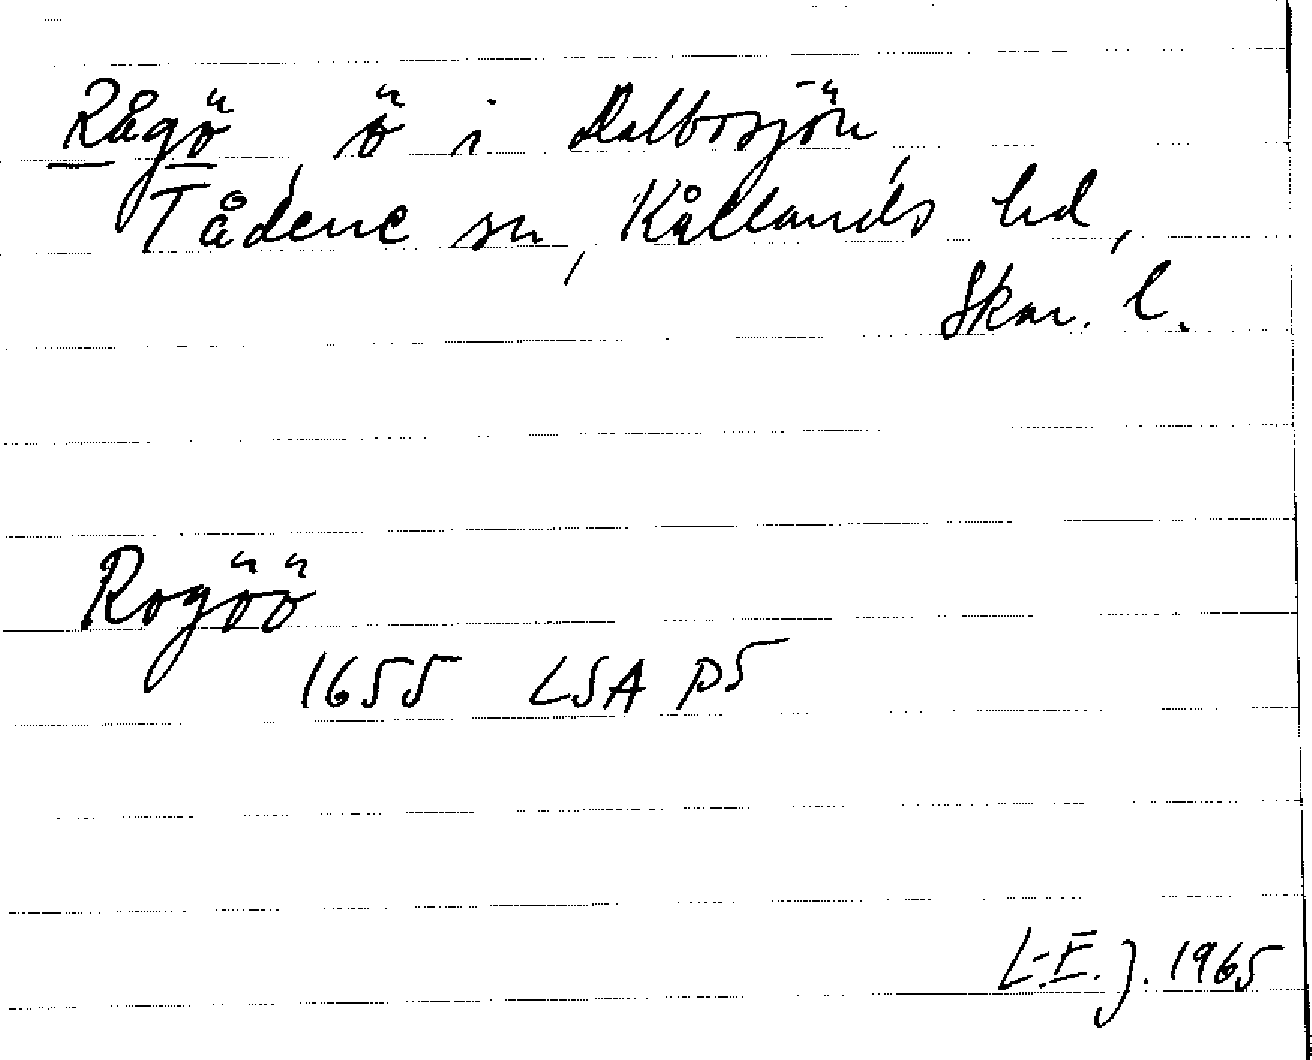 Rågö, ö i Dalbosjön,
Tådene sn, Kållands hd,
Skar. l.
Rogöö
1655 LSA P5
L-E. J. 1965